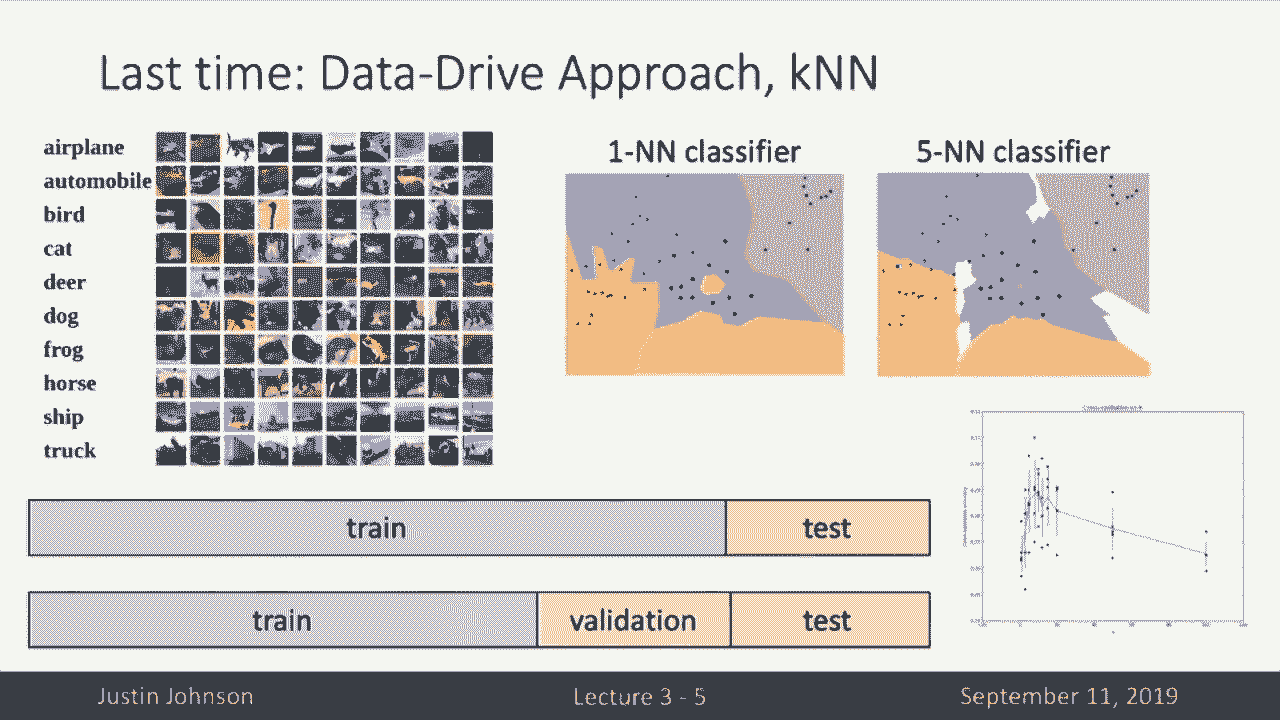 Last time: Data-Drive Approach, kNN
airplane
automobile
bird
cat
deer
dog
frog
horse
ship
truck
1-NN classifier
5-NN classifier
train
test
train
validation
test
Justin Johnson
Lecture 3 - 5
September 11, 2019